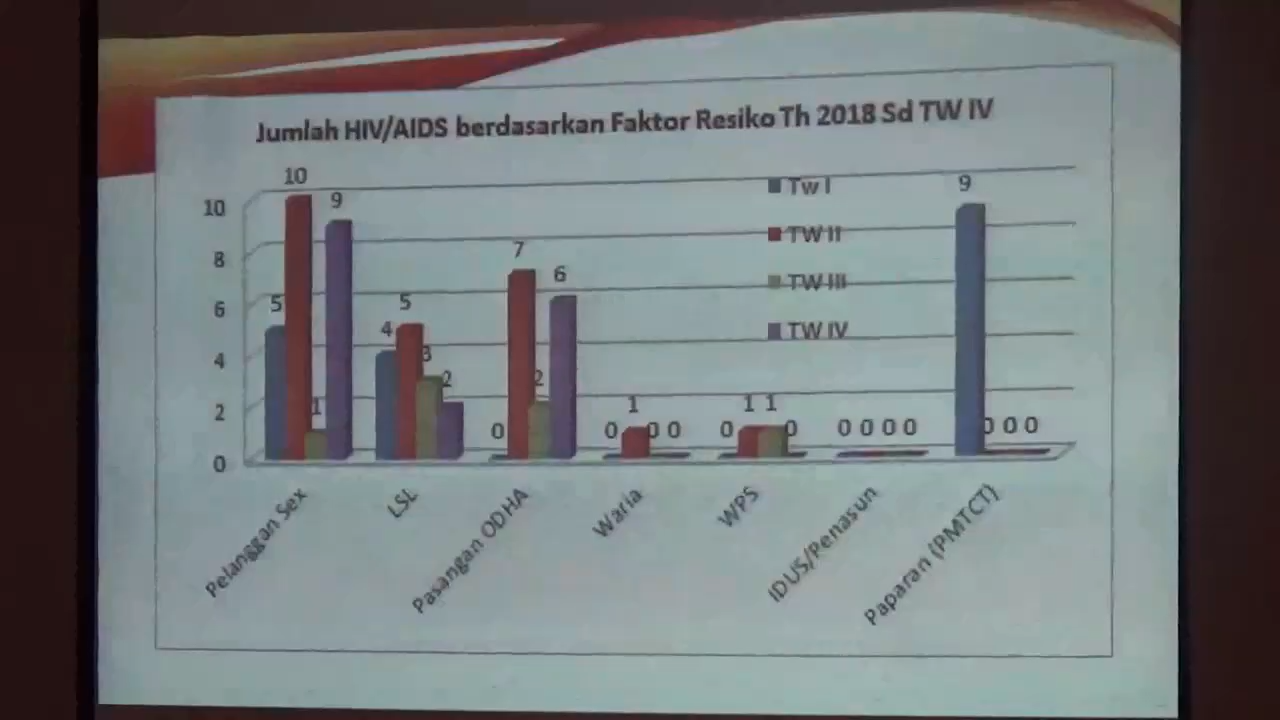 Jumlah HIV/AIDS berdasarkan Faktor Resiko Th 2018 Sd TW IV
10
8
6
4
2
0
5 10 1 9
4 5 3 2
0 7 2 6
0 1 0 0
0 1 1 0
0 0 0 0
9 0 0 0
Tw I
TW II
TW III
TW IV
Pelanggan Sex
LSL
Pasangan ODHA
Waria
WPS
IDUS/Penasun
Paparan (PMTCT)